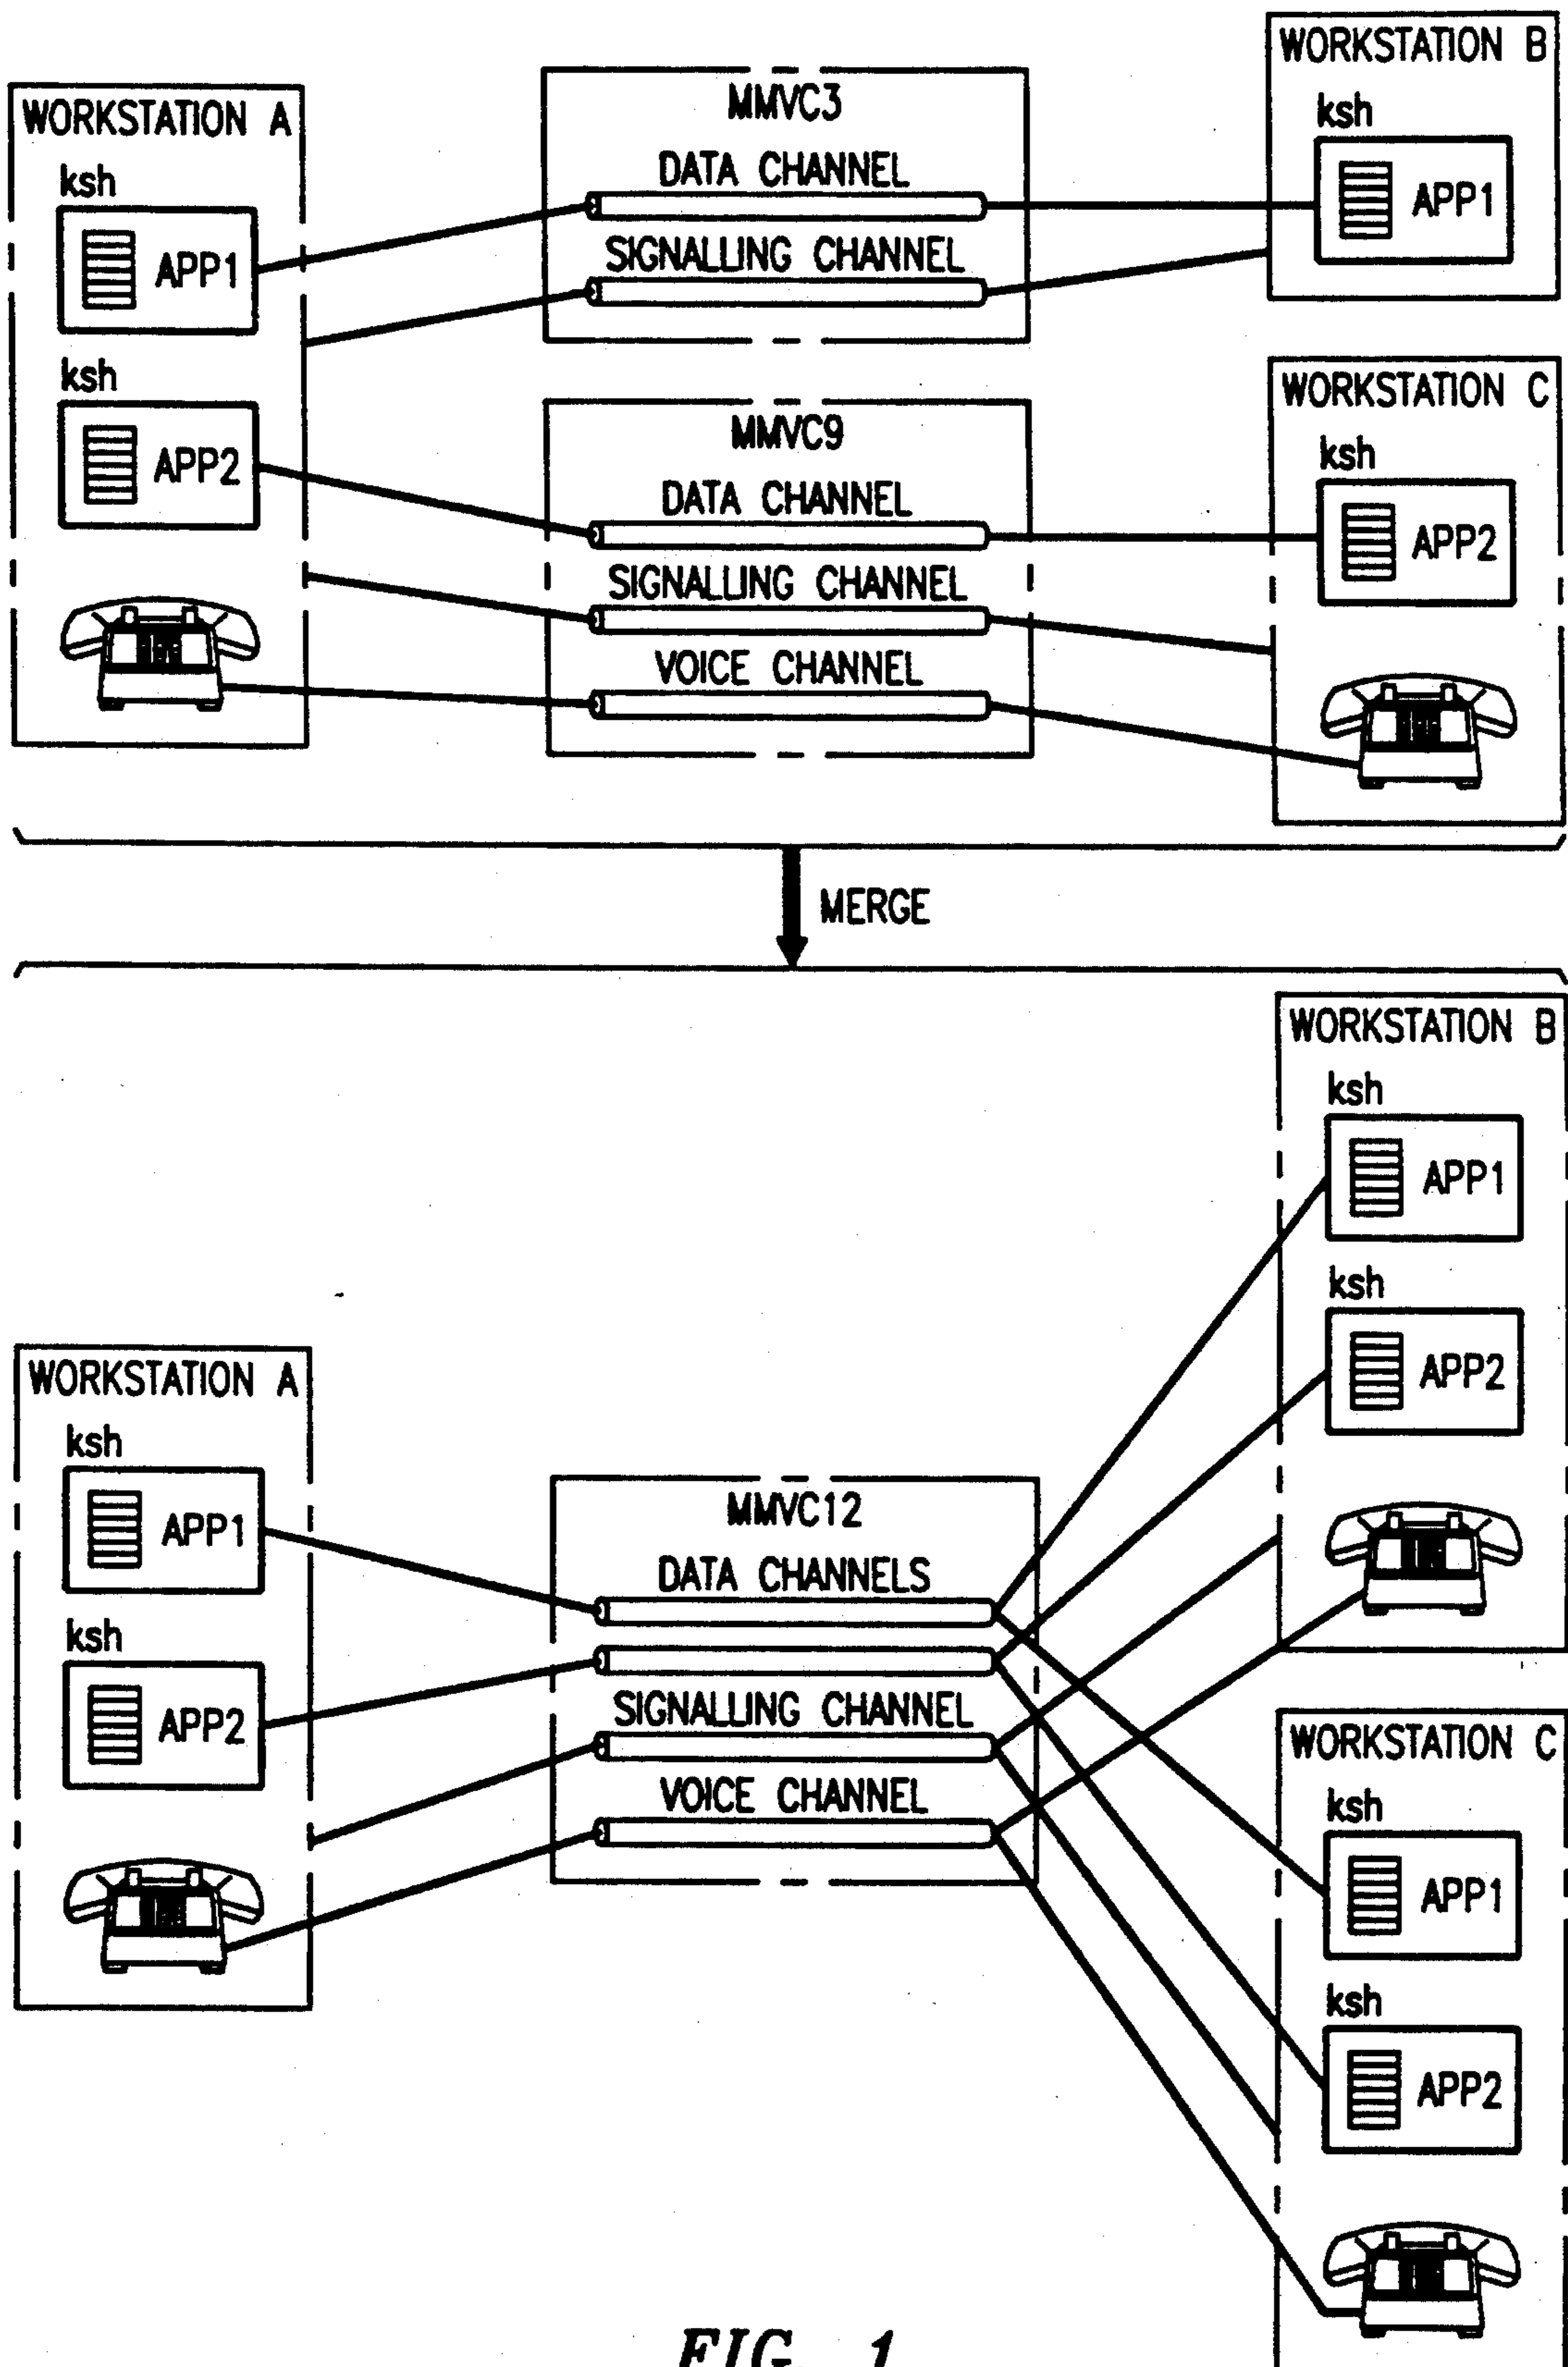 WORKSTATION A
ksh
APP1
ksh
APP2
MMVC3
DATA CHANNEL
SIGNALLING CHANNEL
MMVC9
DATA CHANNEL
SIGNALLING CHANNEL
VOICE CHANNEL
WORKSTATION B
ksh
APP1
WORKSTATION C
ksh
APP2
MERGE
WORKSTATION A
ksh
APP1
ksh
APP2
MMVC12
DATA CHANNELS
SIGNALLING CHANNEL
VOICE CHANNEL
WORKSTATION B
ksh
APP1
ksh
APP2
WORKSTATION C
ksh
APP1
ksh
APP2
FIG. 1